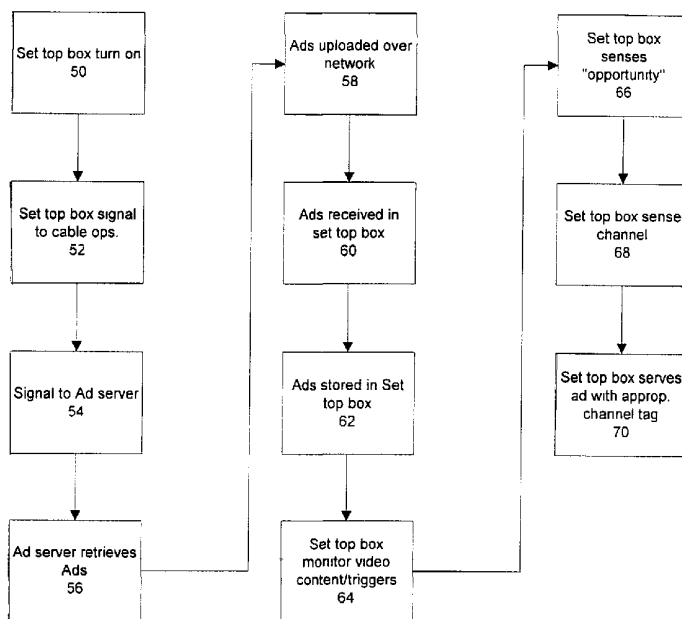 Set top box turn on
50
Set top box signal
to cable ops.
52
Signal to Ad server
54
Ad server retrieves
Ads
56
Ads uploaded over
network
58
Ads received in
set top box
60
Ads stored in Set
top box
62
Set top box
monitor video
content/triggers
64
Set top box
senses
"opportunity"
66
Set top box sense
channel
68
Set top box serves
ad with approp.
channel tag
70